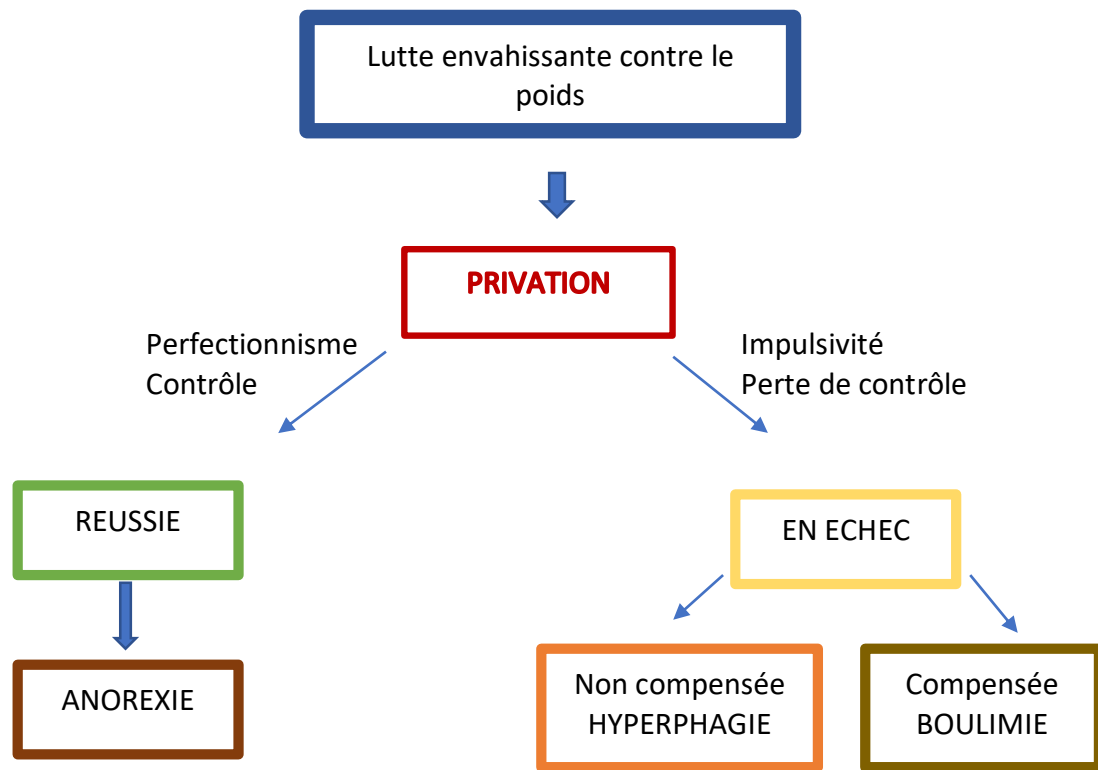 Lutte envahissante contre le
poids
PRIVATION
Perfectionnisme
Contrôle
Impulsivité
Perte de contrôle
REUSSIE
EN ECHEC
ANOREXIE
Non compensée
HYPERPHAGIE
Compensée
BOULIMIE